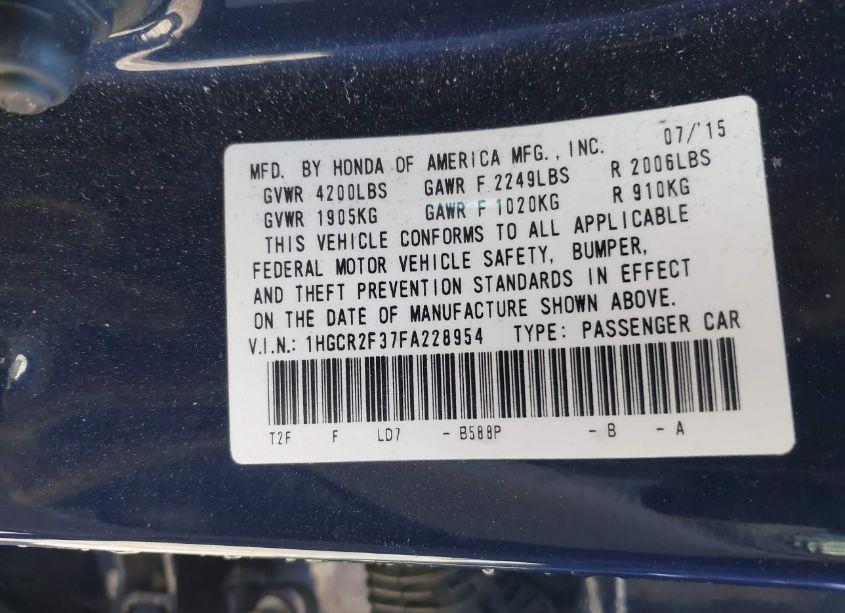 MFD. BY HONDA OF AMERICA MFG., INC. 07/'15
GVWR 4200LBS GAWR F 2249LBS R 2006LBS
GVWR 1905KG GAWR F 1020KG R 910KG
THIS VEHICLE CONFORMS TO ALL APPLICABLE
FEDERAL MOTOR VEHICLE SAFETY, BUMPER,
AND THEFT PREVENTION STANDARDS IN EFFECT
ON THE DATE OF MANUFACTURE SHOWN ABOVE.
V.I.N.: 1HGCR2F37FA228954 TYPE: PASSENGER CAR
T2F F LD7 - B588P - B - A